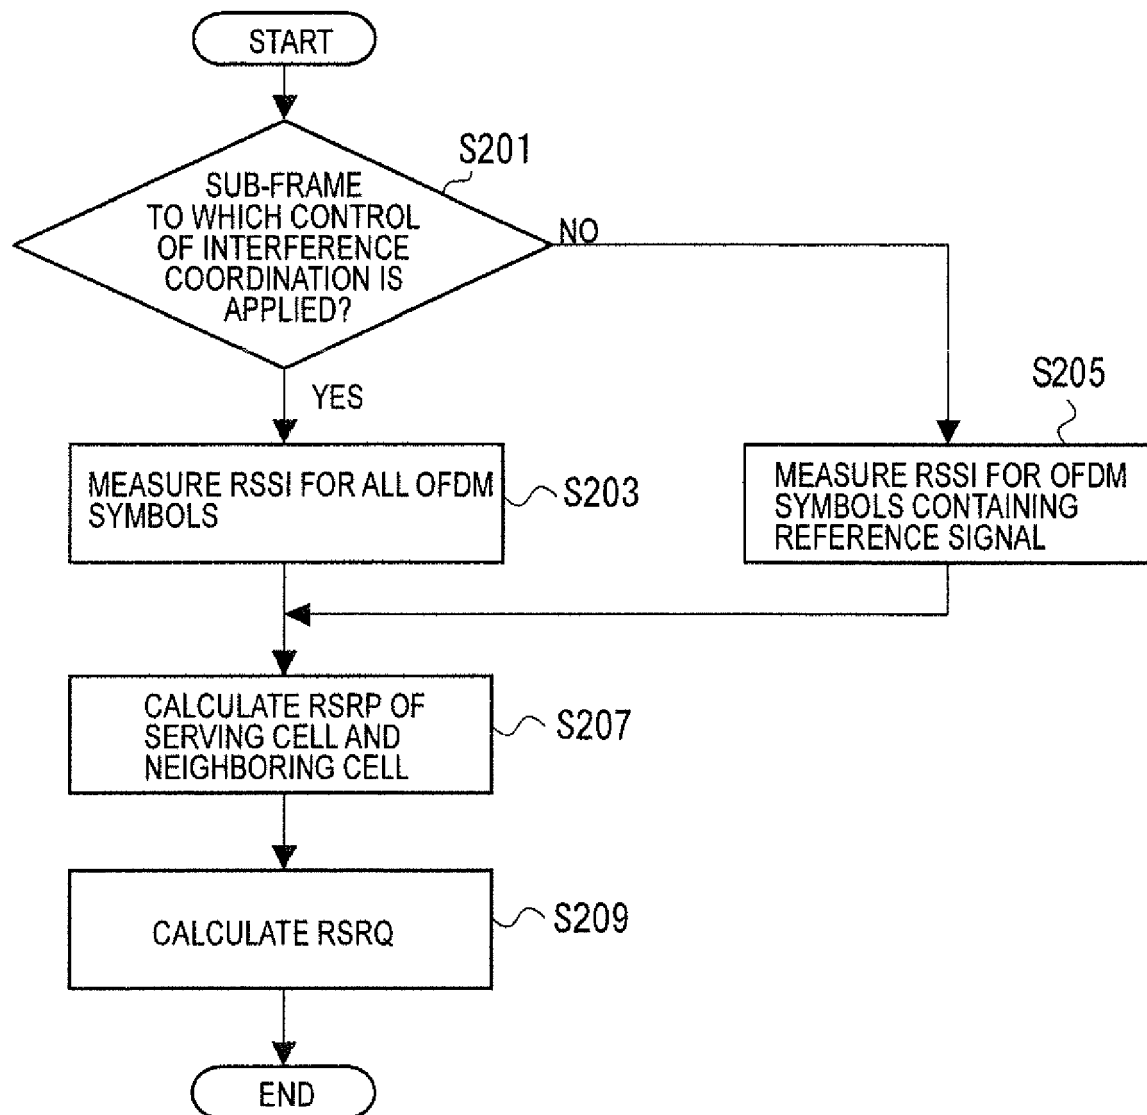 START
S201
SUB-FRAME
TO WHICH CONTROL
OF INTERFERENCE
COORDINATION IS
APPLIED?
NO
YES
MEASURE RSSI FOR ALL OFDM
SYMBOLS
S203
S205
MEASURE RSSI FOR OFDM
SYMBOLS CONTAINING
REFERENCE SIGNAL
CALCULATE RSRP OF
SERVING CELL AND
NEIGHBORING CELL
S207
CALCULATE RSRQ
S209
END